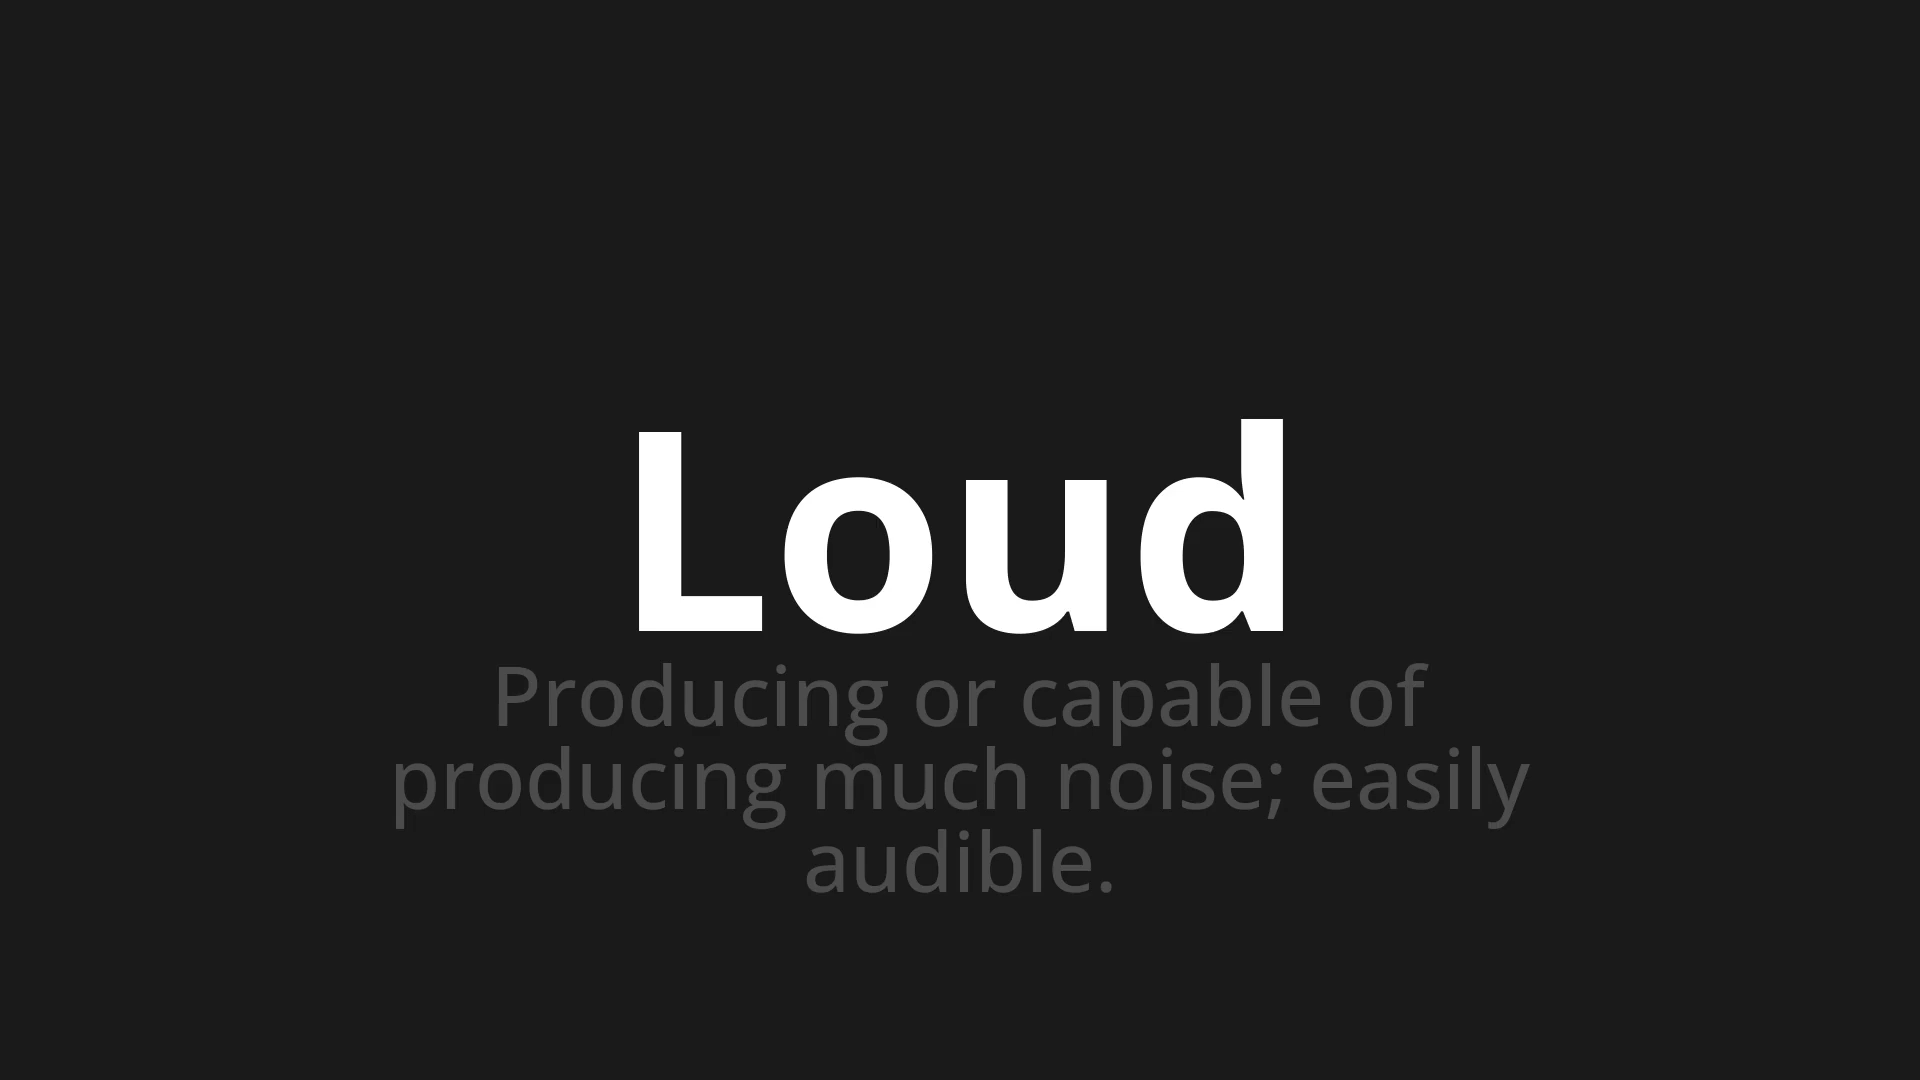 Loud
Producing or capable of
producing much noise; easily
audible.